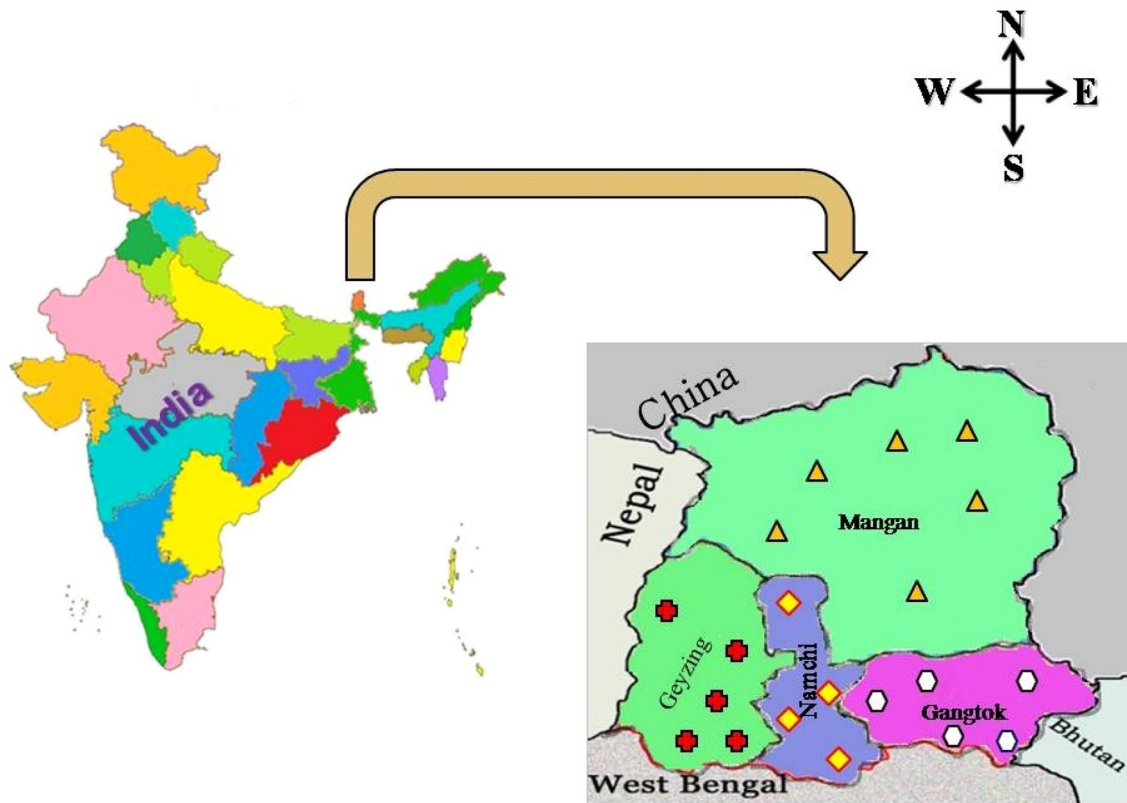 N
W E
S
India
China
Nepal
Mangan
Geyzing
Namchi
Gangtok
Bhutan
West Bengal